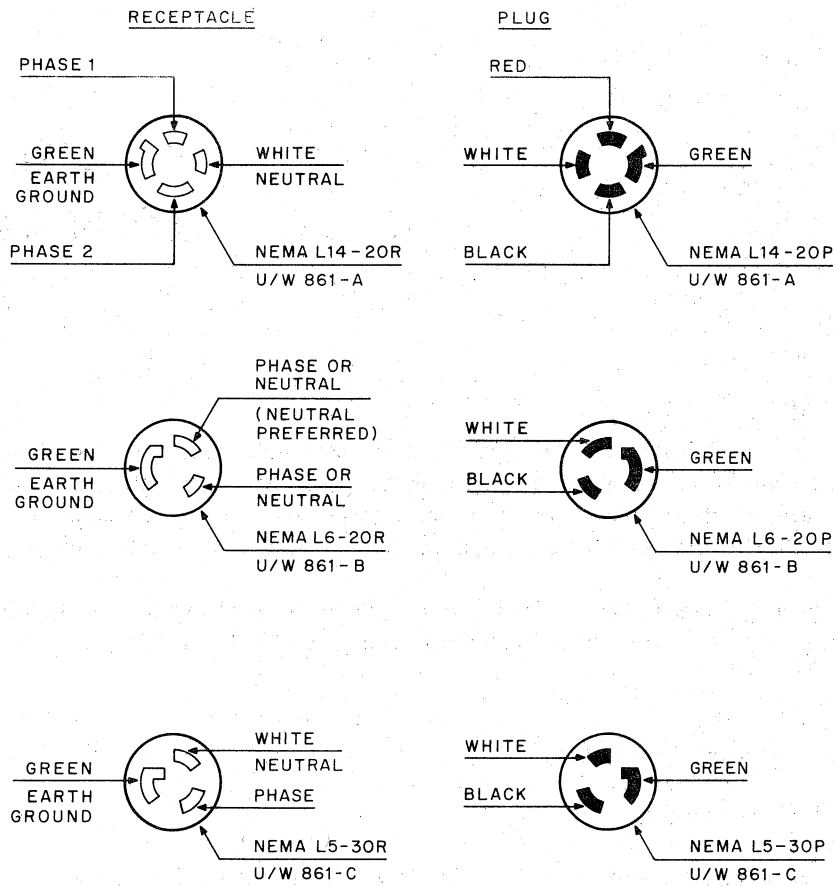 RECEPTACLE
PLUG
PHASE 1
GREEN
EARTH
GROUND
WHITE
NEUTRAL
PHASE 2
NEMA L14-20R
U/W 861-A
RED
WHITE
GREEN
BLACK
NEMA L14-20P
U/W 861-A
PHASE OR
NEUTRAL
(NEUTRAL
PREFERRED)
GREEN
EARTH
GROUND
PHASE OR
NEUTRAL
NEMA L6-20R
U/W 861-B
WHITE
GREEN
BLACK
NEMA L6-20P
U/W 861-B
WHITE
NEUTRAL
GREEN
EARTH
GROUND
PHASE
NEMA L5-30R
U/W 861-C
WHITE
GREEN
BLACK
NEMA L5-30P
U/W 861-C